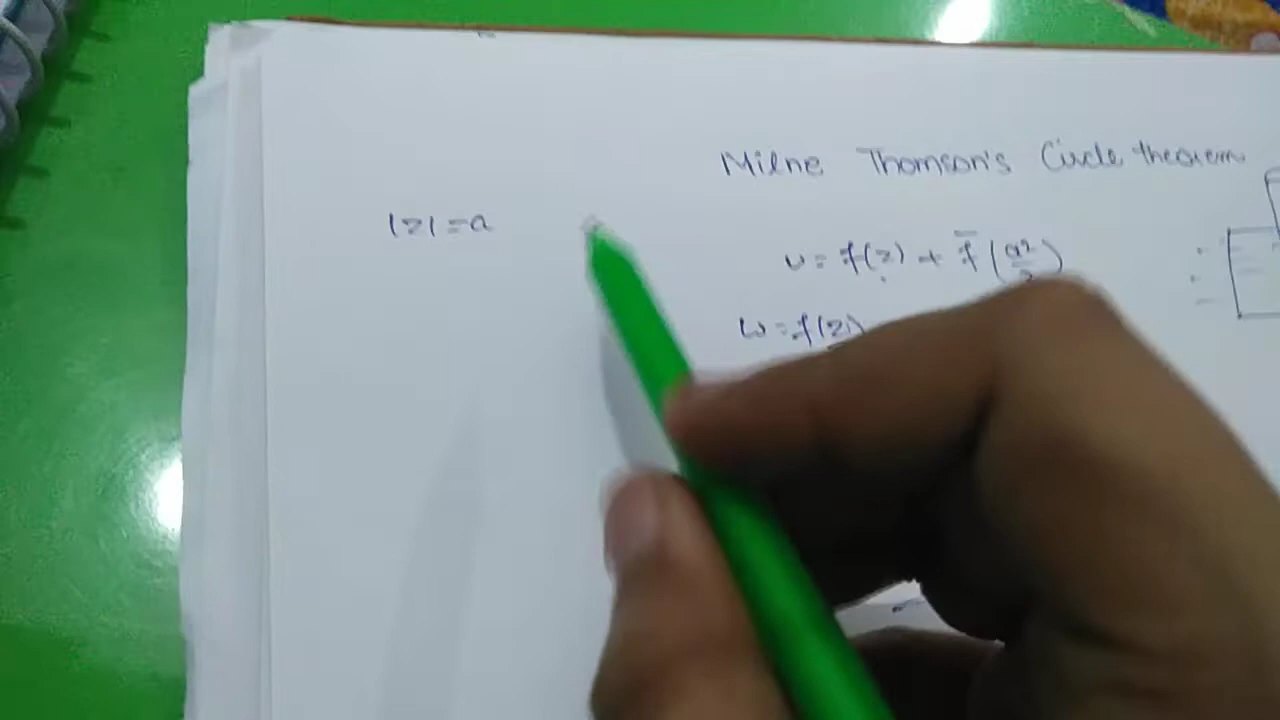 Milne Thomson's Circle theorem
|z| = a
w = f(z) + f̄ (a²/z)
w = f(z)